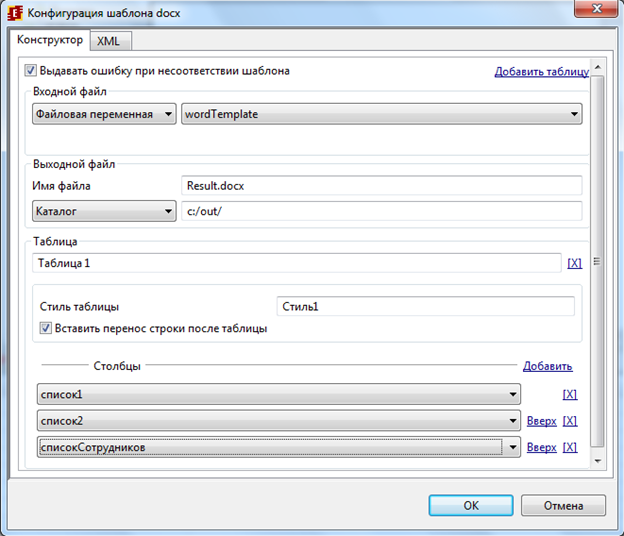 Конфигурация шаблона docx
Конструктор XML
Выдавать ошибку при несоответствии шаблона Добавить таблицу
Входной файл
Файловая переменная wordTemplate
Выходной файл
Имя файла Result.docx
Каталог c:/out/
Таблица
Таблица 1 [X]
Стиль таблицы Стиль1
Вставить перенос строки после таблицы
Столбцы Добавить
список1 [X]
список2 Вверх [X]
списокСотрудников Вверх [X]
OK Отмена